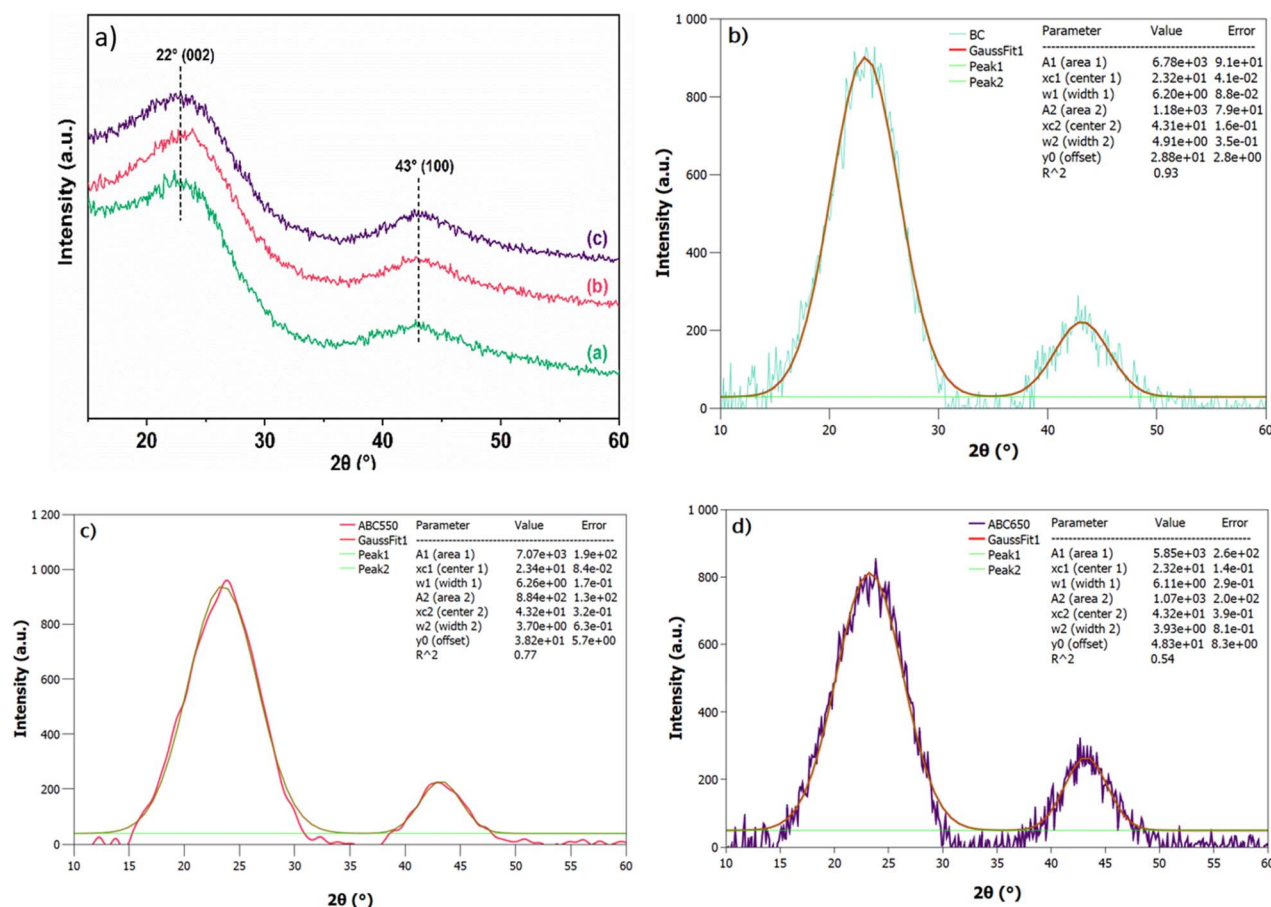 a)
22° (002)
43° (100)
(c)
(b)
(a)
Intensity (a.u.)
20 30 40 50 60
2θ (°)
b)
1 000
800
600
400
200
0
Intensity (a.u.)
10 20 30 40 50 60
2θ (°)
BC
GaussFit1
Peak1
Peak2
Parameter Value Error
A1 (area 1) 6.78e+03 9.1e+01
xc1 (center 1) 2.32e+01 4.1e-02
w1 (width 1) 6.20e+00 8.8e-02
A2 (area 2) 1.18e+03 7.9e+01
xc2 (center 2) 4.31e+01 1.6e-01
w2 (width 2) 4.91e+00 3.5e-01
y0 (offset) 2.88e+01 2.8e+00
R^2 0.93
c)
1 200
1 000
800
600
400
200
0
Intensity (a.u.)
10 15 20 25 30 35 40 45 50 55 60
2θ (°)
ABC550
GaussFit1
Peak1
Peak2
Parameter Value Error
A1 (area 1) 7.07e+03 1.9e+02
xc1 (center 1) 2.34e+01 8.4e-02
w1 (width 1) 6.26e+00 1.7e-01
A2 (area 2) 8.84e+02 1.3e+02
xc2 (center 2) 4.32e+01 3.2e-01
w2 (width 2) 3.70e+00 6.3e-01
y0 (offset) 3.82e+01 5.7e+00
R^2 0.77
d)
1 000
800
600
400
200
0
Intensity (a.u.)
10 15 20 25 30 35 40 45 50 55 60
2θ (°)
ABC650
GaussFit1
Peak1
Peak2
Parameter Value Error
A1 (area 1) 5.85e+03 2.6e+02
xc1 (center 1) 2.32e+01 1.4e-01
w1 (width 1) 6.11e+00 2.9e-01
A2 (area 2) 1.07e+03 2.0e+02
xc2 (center 2) 4.32e+01 3.9e-01
w2 (width 2) 3.93e+00 8.1e-01
y0 (offset) 4.83e+01 8.3e+00
R^2 0.54